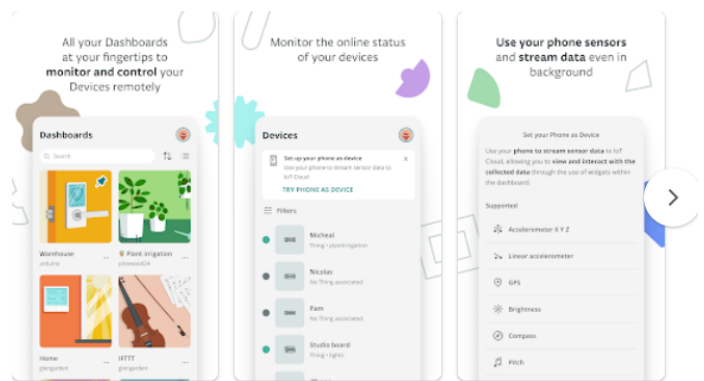 All your Dashboards
at your fingertips to
monitor and control your
Devices remotely
Dashboards
Search
Warehouse
arduino
Plant irrigation
pinewood24
Home
glengarden
IFTTT
glengarden
Monitor the online status
of your devices
Devices
Set up your phone as device
Use your phone to stream sensor data to
IoT Cloud
TRY PHONE AS DEVICE
Filters
Micheal
Thing • plantirrigation
Nicolas
No Thing associated
Pam
No Thing associated
Studio board
Thing • lights
Use your phone sensors
and stream data even in
background
Set your Phone as Device
Use your phone to stream sensor data to IoT
Cloud, allowing you to view and interact with the
collected data through the use of widgets within
the dashboard.
Supported
Accelerometer X Y Z
Linear accelerometer
GPS
Brightness
Compass
Pitch